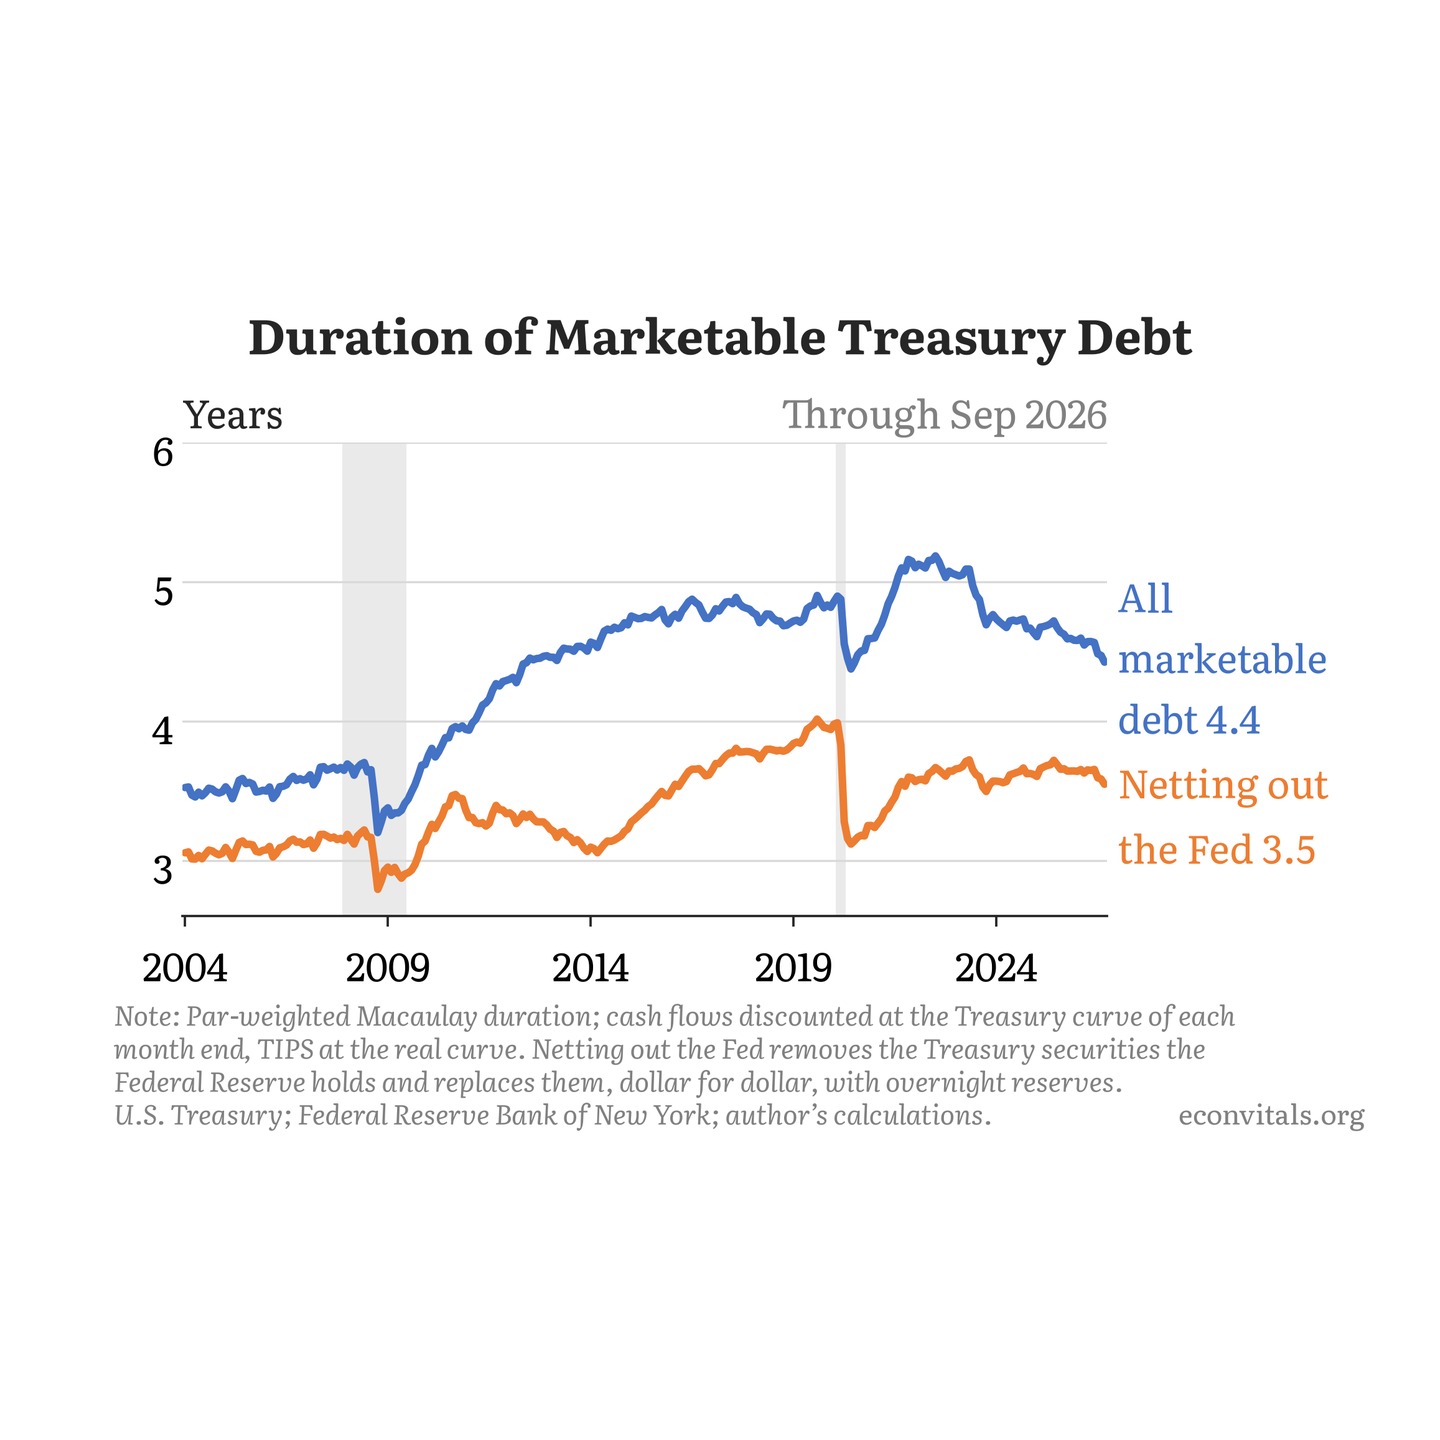 Duration of Marketable Treasury Debt
Years
Through Sep 2026
6
5
4
3
All
marketable
debt 4.4
Netting out
the Fed 3.5
2004 2009 2014 2019 2024
Note: Par-weighted Macaulay duration; cash flows discounted at the Treasury curve of each
month end, TIPS at the real curve. Netting out the Fed removes the Treasury securities the
Federal Reserve holds and replaces them, dollar for dollar, with overnight reserves.
U.S. Treasury; Federal Reserve Bank of New York; author’s calculations.
econvitals.org